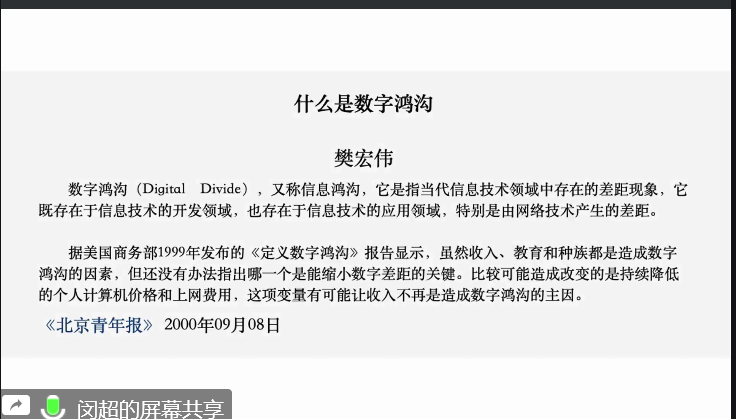 什么是数字鸿沟
樊宏伟
数字鸿沟（Digital Divide），又称信息鸿沟，它是指当代信息技术领域中存在的差距现象，它
既存在于信息技术的开发领域，也存在于信息技术的应用领域，特别是由网络技术产生的差距。
据美国商务部1999年发布的《定义数字鸿沟》报告显示，虽然收入、教育和种族都是造成数字
鸿沟的因素，但还没有办法指出哪一个是能缩小数字差距的关键。比较可能造成改变的是持续降低
的个人计算机价格和上网费用，这项变量有可能让收入不再是造成数字鸿沟的主因。
《北京青年报》 2000年09月08日
闵超的屏幕共享